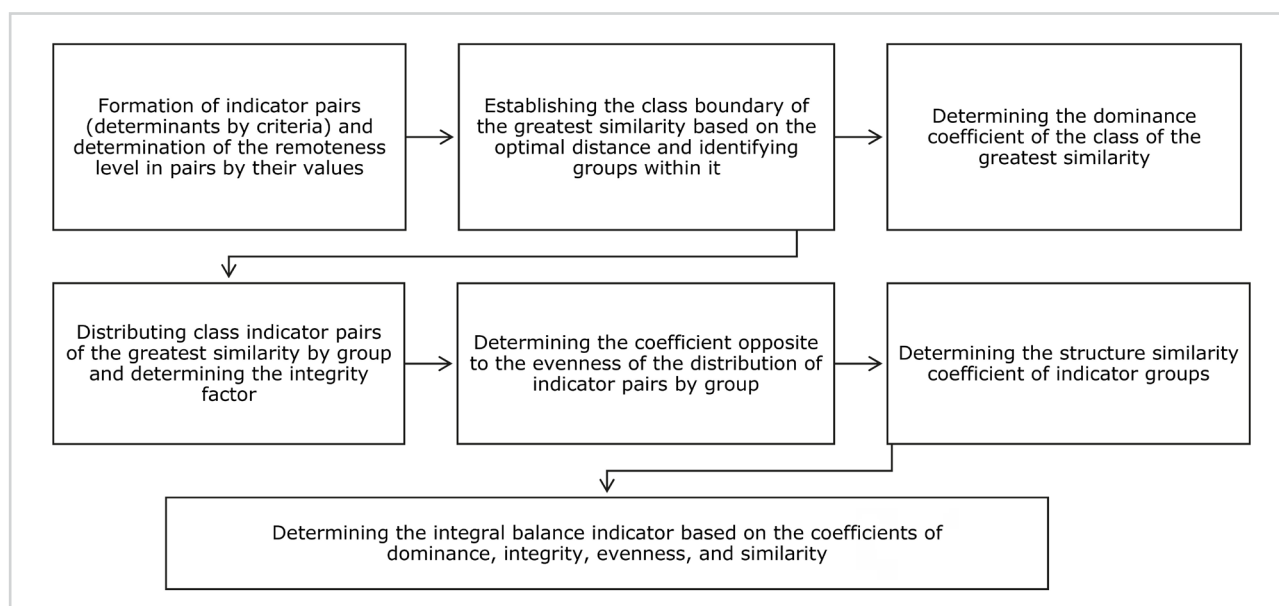 Formation of indicator pairs
(determinants by criteria) and
determination of the remoteness
level in pairs by their values
Establishing the class boundary of
the greatest similarity based on the
optimal distance and identifying
groups within it
Determining the dominance
coefficient of the class of the
greatest similarity
Distributing class indicator pairs
of the greatest similarity by group
and determining the integrity
factor
Determining the coefficient opposite
to the evenness of the distribution of
indicator pairs by group
Determining the structure similarity
coefficient of indicator groups
Determining the integral balance indicator based on the coefficients of
dominance, integrity, evenness, and similarity